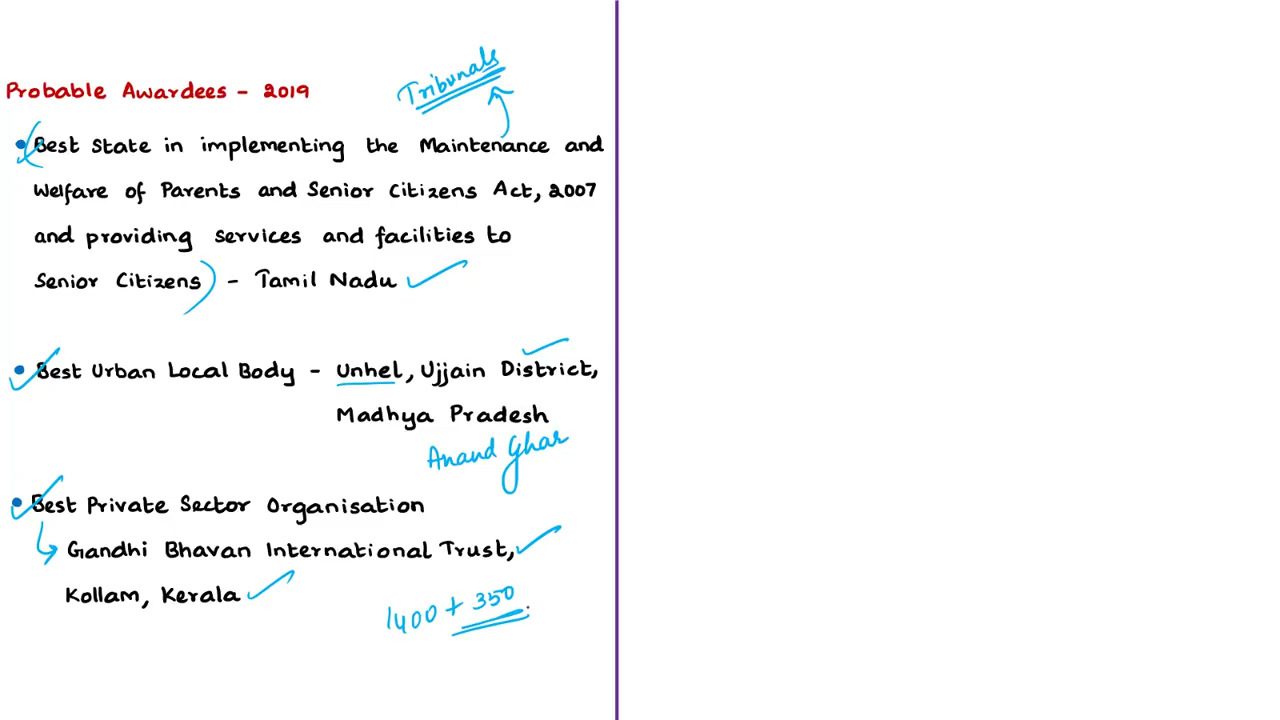 Tribunals
Probable Awardees - 2019
Best State in implementing the Maintenance and
Welfare of Parents and Senior Citizens Act, 2007
and providing services and facilities to
Senior Citizens) - Tamil Nadu
Best Urban Local Body - Unhel, Ujjain District,
Madhya Pradesh
Anand Ghar
Best Private Sector Organisation
Gandhi Bhavan International Trust,
Kollam, Kerala
1400 + 350